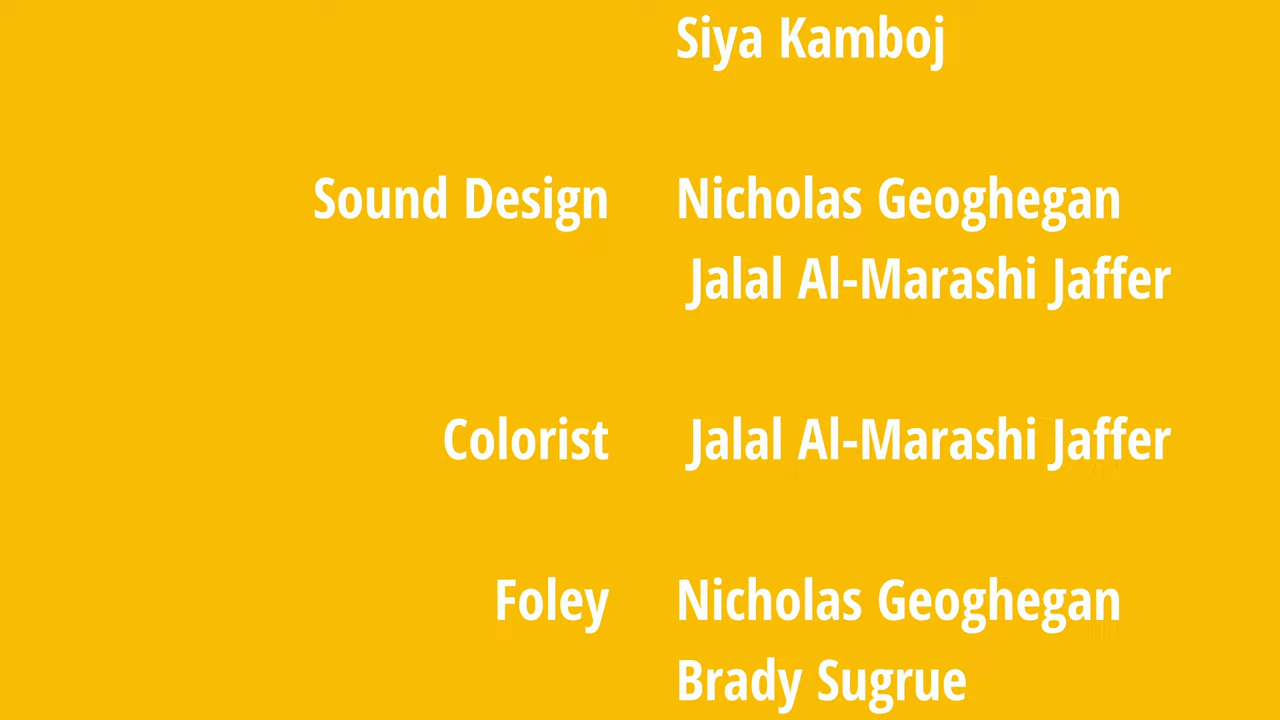 Siya Kamboj
Sound Design Nicholas Geoghegan
Jalal Al-Marashi Jaffer
Colorist Jalal Al-Marashi Jaffer
Foley Nicholas Geoghegan
Brady Sugrue